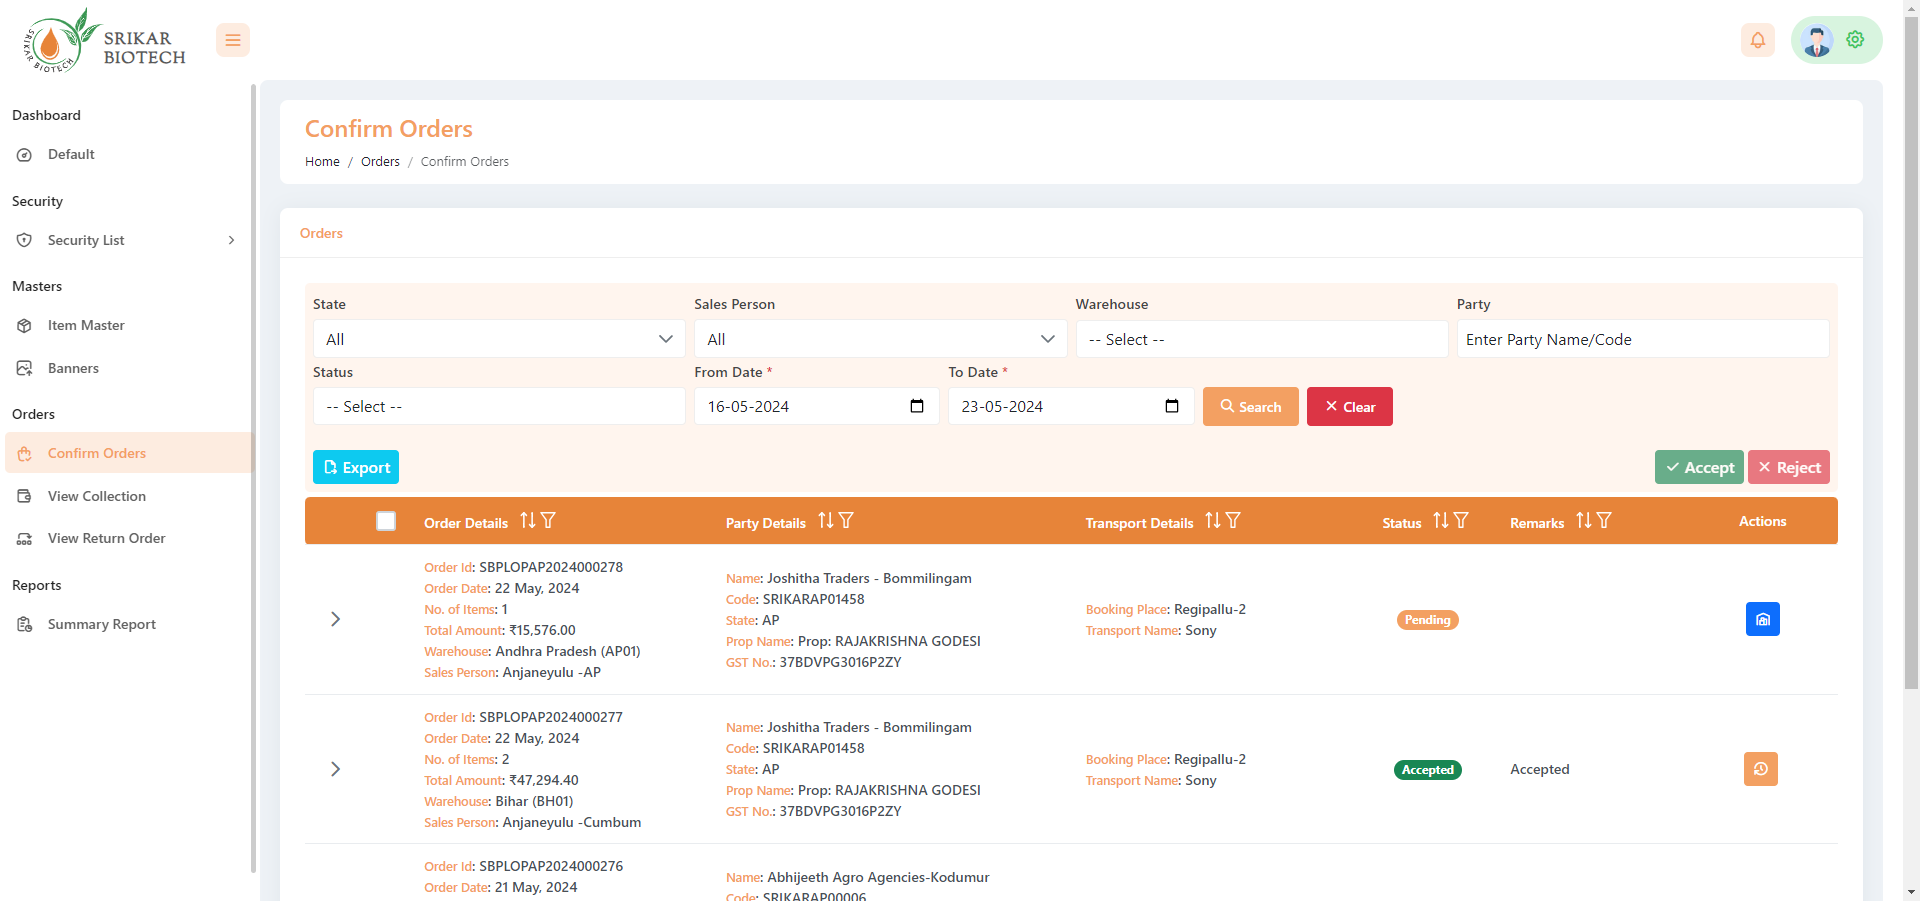 SRIKAR BIOTECH
SRIKAR
BIOTECH
Dashboard
Default
Security
Security List
Masters
Item Master
Banners
Orders
Confirm Orders
View Collection
View Return Order
Reports
Summary Report
Confirm Orders
Home / Orders / Confirm Orders
Orders
State Sales Person Warehouse Party
All All -- Select -- Enter Party Name/Code
Status From Date * To Date *
-- Select -- 16-05-2024 23-05-2024 Search Clear
Export Accept Reject
Order Details Party Details Transport Details Status Remarks Actions
Order Id: SBPLOPAP2024000278
Order Date: 22 May, 2024
No. of Items: 1
Total Amount: ₹15,576.00
Warehouse: Andhra Pradesh (AP01)
Sales Person: Anjaneyulu -AP
Name: Joshitha Traders - Bommilingam
Code: SRIKARAP01458
State: AP
Prop Name: Prop: RAJAKRISHNA GODESI
GST No.: 37BDVPG3016P2ZY
Booking Place: Regipallu-2
Transport Name: Sony
Pending
Order Id: SBPLOPAP2024000277
Order Date: 22 May, 2024
No. of Items: 2
Total Amount: ₹47,294.40
Warehouse: Bihar (BH01)
Sales Person: Anjaneyulu -Cumbum
Name: Joshitha Traders - Bommilingam
Code: SRIKARAP01458
State: AP
Prop Name: Prop: RAJAKRISHNA GODESI
GST No.: 37BDVPG3016P2ZY
Booking Place: Regipallu-2
Transport Name: Sony
Accepted
Accepted
Order Id: SBPLOPAP2024000276
Order Date: 21 May, 2024
Name: Abhijeeth Agro Agencies-Kodumur
Code: SRIKARAP00006